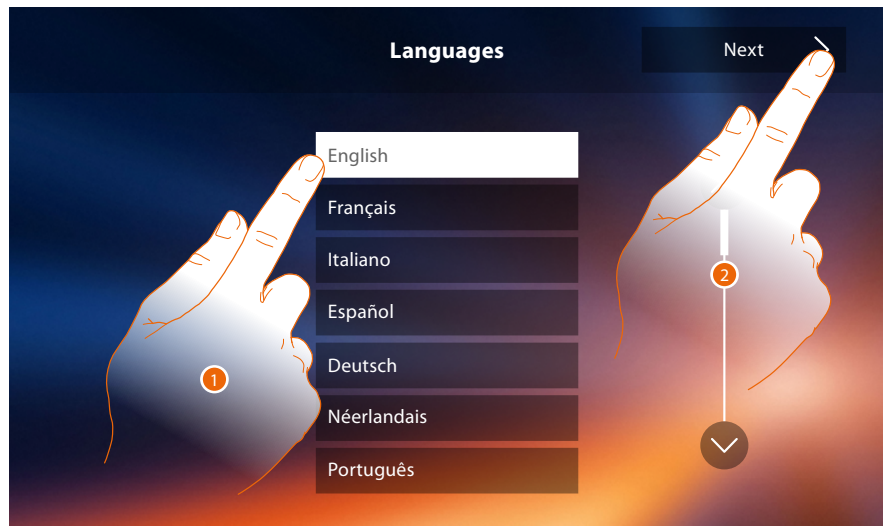 Languages
Next
English
Français
Italiano
Español
Deutsch
Néerlandais
Português
1
2